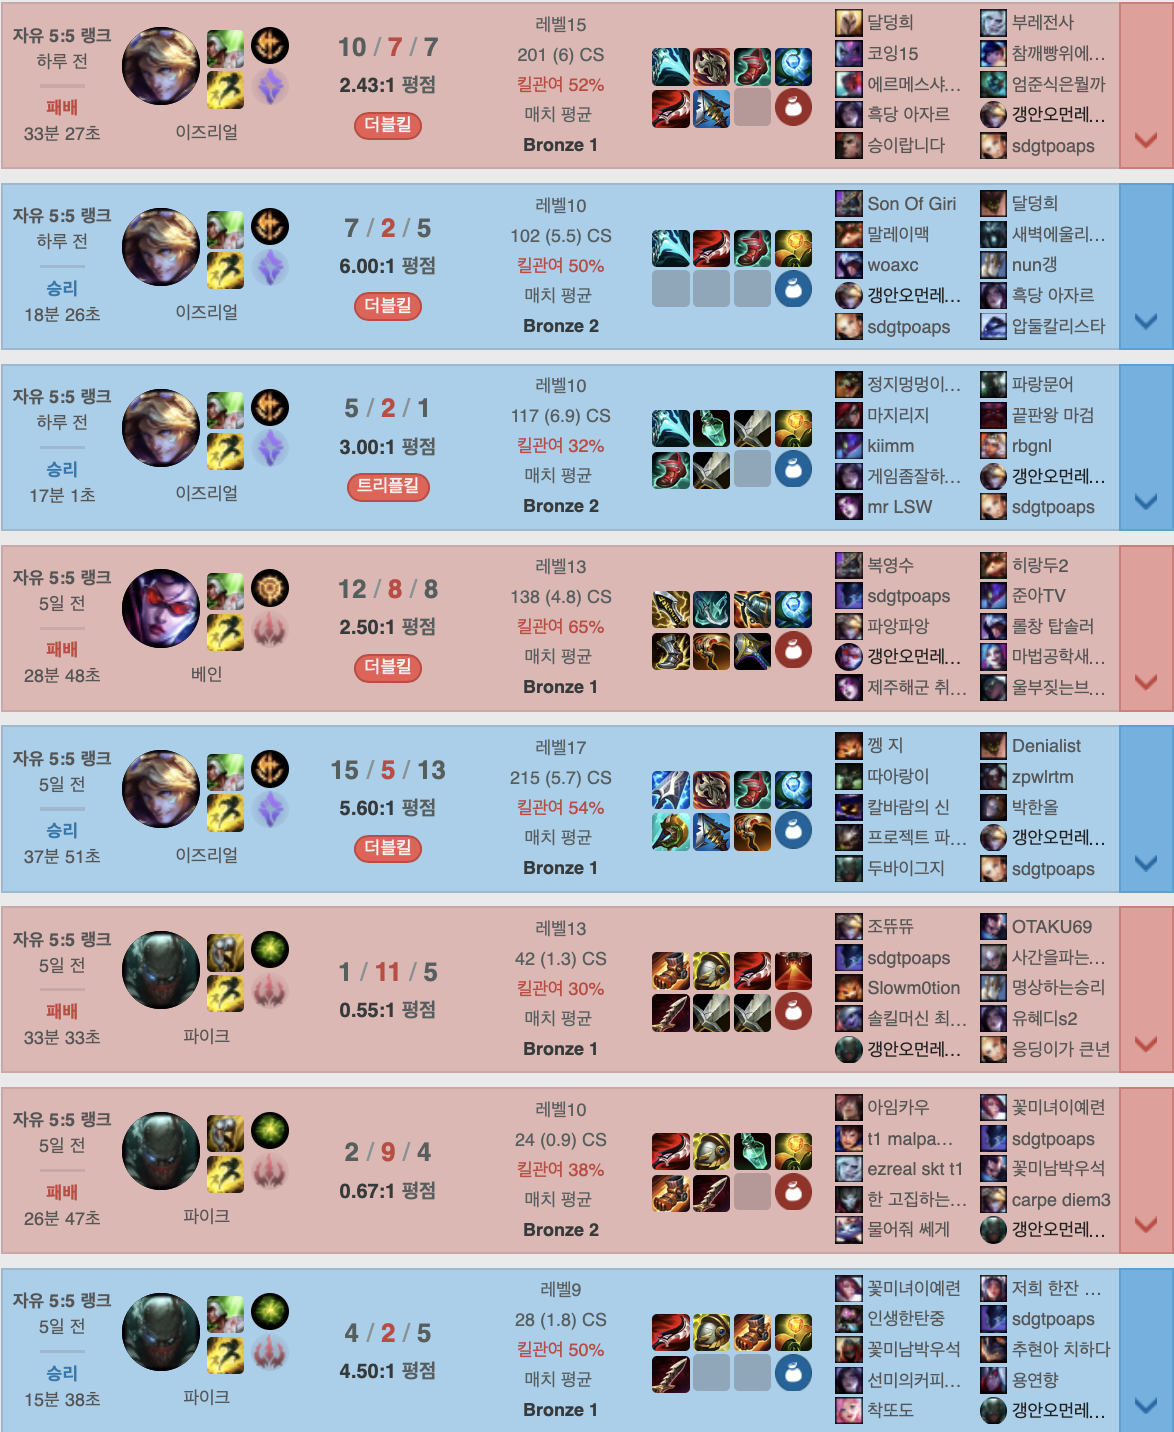 자유 5:5 랭크
하루 전
패배
33분 27초
이즈리얼
10 / 7 / 7
2.43:1 평점
더블킬
레벨15
201 (6) CS
킬관여 52%
매치 평균
Bronze 1
달덩희
코잉15
에르메스샤...
흑당 아자르
승이랍니다
부레전사
참깨빵위에...
엄준식은뭘까
갱안오먼레...
sdgtpoaps
자유 5:5 랭크
하루 전
승리
18분 26초
이즈리얼
7 / 2 / 5
6.00:1 평점
더블킬
레벨10
102 (5.5) CS
킬관여 50%
매치 평균
Bronze 2
Son Of Giri
말레이맥
woaxc
갱안오먼레...
sdgtpoaps
달덩희
새벽에올리...
nun갱
흑당 아자르
압둘칼리스타
자유 5:5 랭크
하루 전
승리
17분 1초
이즈리얼
5 / 2 / 1
3.00:1 평점
트리플킬
레벨10
117 (6.9) CS
킬관여 32%
매치 평균
Bronze 2
정지멍멍이...
마지리지
kiimm
게임좀잘하...
mr LSW
파랑문어
끝판왕 마검
rbgnl
갱안오먼레...
sdgtpoaps
자유 5:5 랭크
5일 전
패배
28분 48초
베인
12 / 8 / 8
2.50:1 평점
더블킬
레벨13
138 (4.8) CS
킬관여 65%
매치 평균
Bronze 1
복영수
sdgtpoaps
파앙파앙
갱안오먼레...
제주해군 취...
히랑두2
준아TV
롤창 탑솔러
마법공학새...
울부짖는브...
자유 5:5 랭크
5일 전
승리
37분 51초
이즈리얼
15 / 5 / 13
5.60:1 평점
더블킬
레벨17
215 (5.7) CS
킬관여 54%
매치 평균
Bronze 1
껭 지
따아랑이
칼바람의 신
프로젝트 파...
두바이그지
Denialist
zpwlrtm
박한올
갱안오먼레...
sdgtpoaps
자유 5:5 랭크
5일 전
패배
33분 33초
파이크
1 / 11 / 5
0.55:1 평점
레벨13
42 (1.3) CS
킬관여 30%
매치 평균
Bronze 1
조뜌뜌
sdgtpoaps
Slowm0tion
솔킬머신 최...
갱안오먼레...
OTAKU69
사간을파는...
명상하는승리
유혜디s2
응딩이가 큰년
자유 5:5 랭크
5일 전
패배
26분 47초
파이크
2 / 9 / 4
0.67:1 평점
레벨10
24 (0.9) CS
킬관여 38%
매치 평균
Bronze 2
아임카우
t1 malpa...
ezreal skt t1
한 고집하는...
물어줘 쎄게
꽃미녀이예련
sdgtpoaps
꽃미남박우석
carpe diem3
갱안오먼레...
자유 5:5 랭크
5일 전
승리
15분 38초
파이크
4 / 2 / 5
4.50:1 평점
레벨9
28 (1.8) CS
킬관여 50%
매치 평균
Bronze 1
꽃미녀이예련
인생한탄중
꽃미남박우석
선미의커피...
착또도
저희 한잔 ...
sdgtpoaps
추현아 치하다
용연향
갱안오먼레...